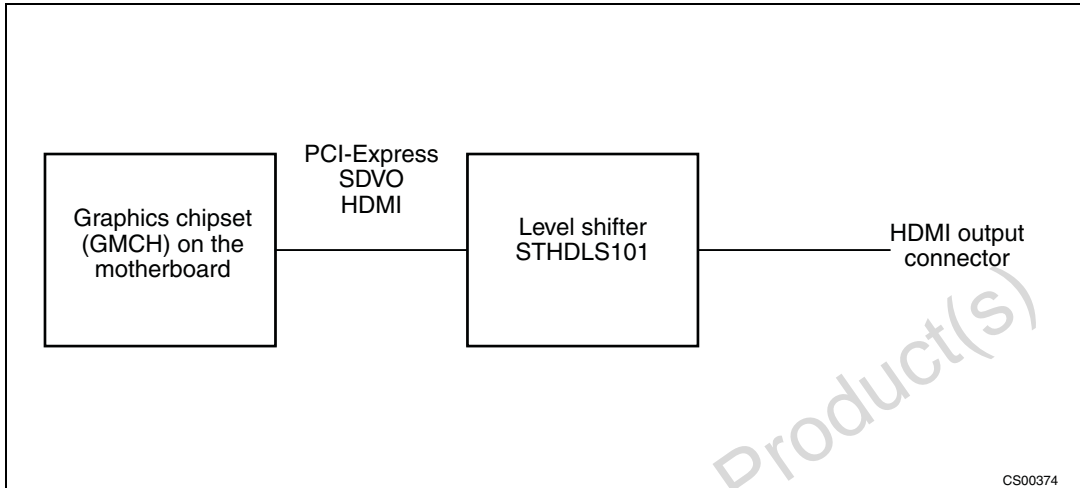 PCI-Express
SDVO
HDMI
Graphics chipset
(GMCH) on the
motherboard
Level shifter
STHDLS101
HDMI output
connector
Product(s)
CS00374